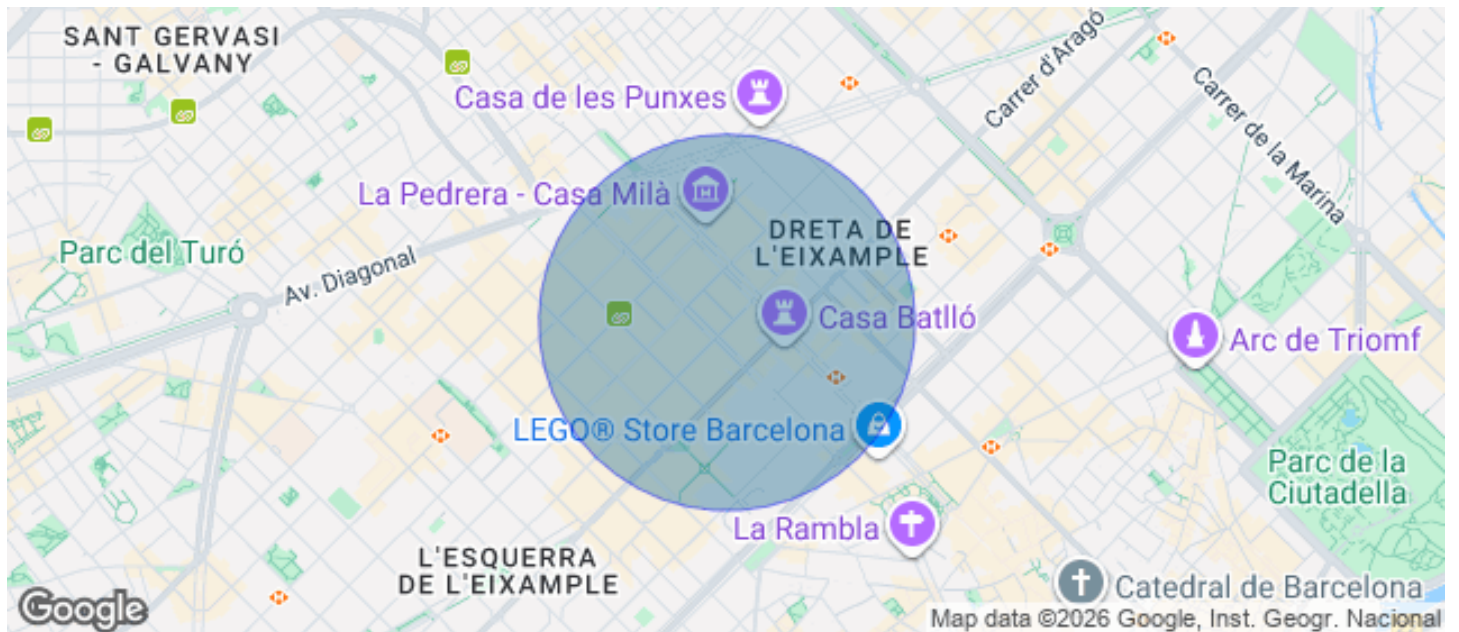 SANT GERVASI
- GALVANY
Casa de les Punxes
Carrer d'Aragó
Carrer de la Marina
La Pedrera - Casa Milà
DRETA DE
L'EIXAMPLE
Parc del Turó
Av. Diagonal
Casa Batlló
Arc de Triomf
LEGO® Store Barcelona
Parc de la
Ciutadella
La Rambla
L'ESQUERRA
DE L'EIXAMPLE
Catedral de Barcelona
Google
Map data ©2026 Google, Inst. Geogr. Nacional